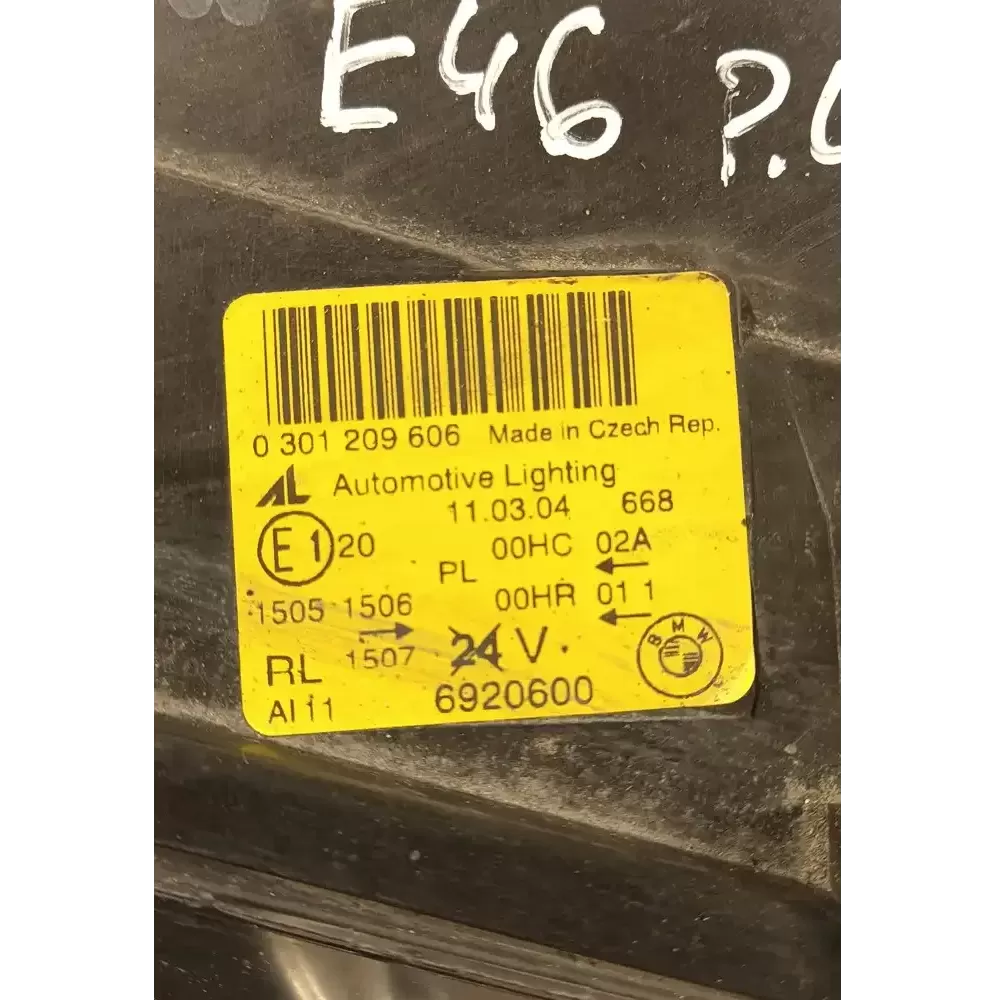 E46 P.
0 301 209 606 Made in Czech Rep.
AL Automotive Lighting
11.03.04 668
E1 20 00HC 02A
PL ←
1505 1506 00HR 01 1
→ ←
RL 1507 24 V. BMW
AI 11 6920600